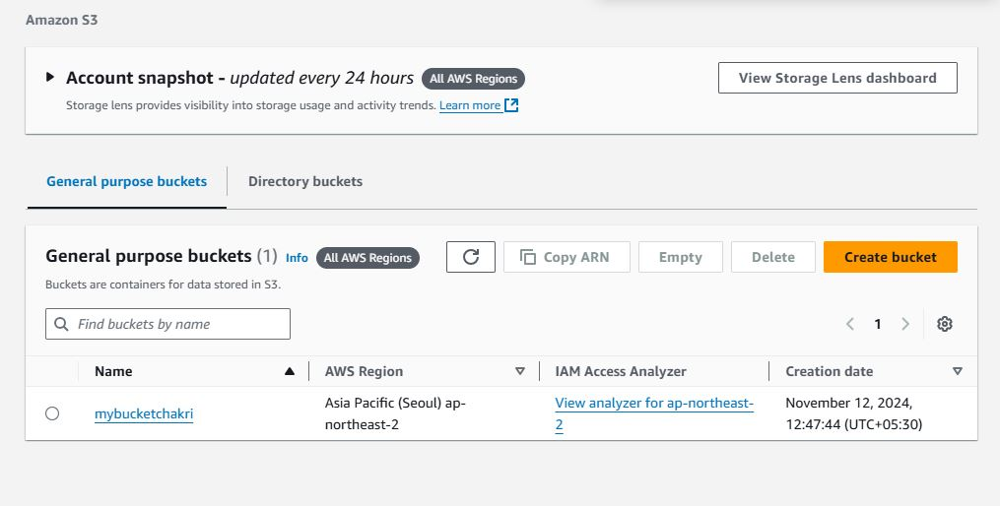 Amazon S3
Account snapshot - updated every 24 hours All AWS Regions
View Storage Lens dashboard
Storage lens provides visibility into storage usage and activity trends. Learn more
General purpose buckets
Directory buckets
General purpose buckets (1) Info All AWS Regions
Copy ARN
Empty
Delete
Create bucket
Buckets are containers for data stored in S3.
Find buckets by name
1
Name
AWS Region
IAM Access Analyzer
Creation date
mybucketchakri
Asia Pacific (Seoul) ap-
northeast-2
View analyzer for ap-northeast-
2
November 12, 2024,
12:47:44 (UTC+05:30)